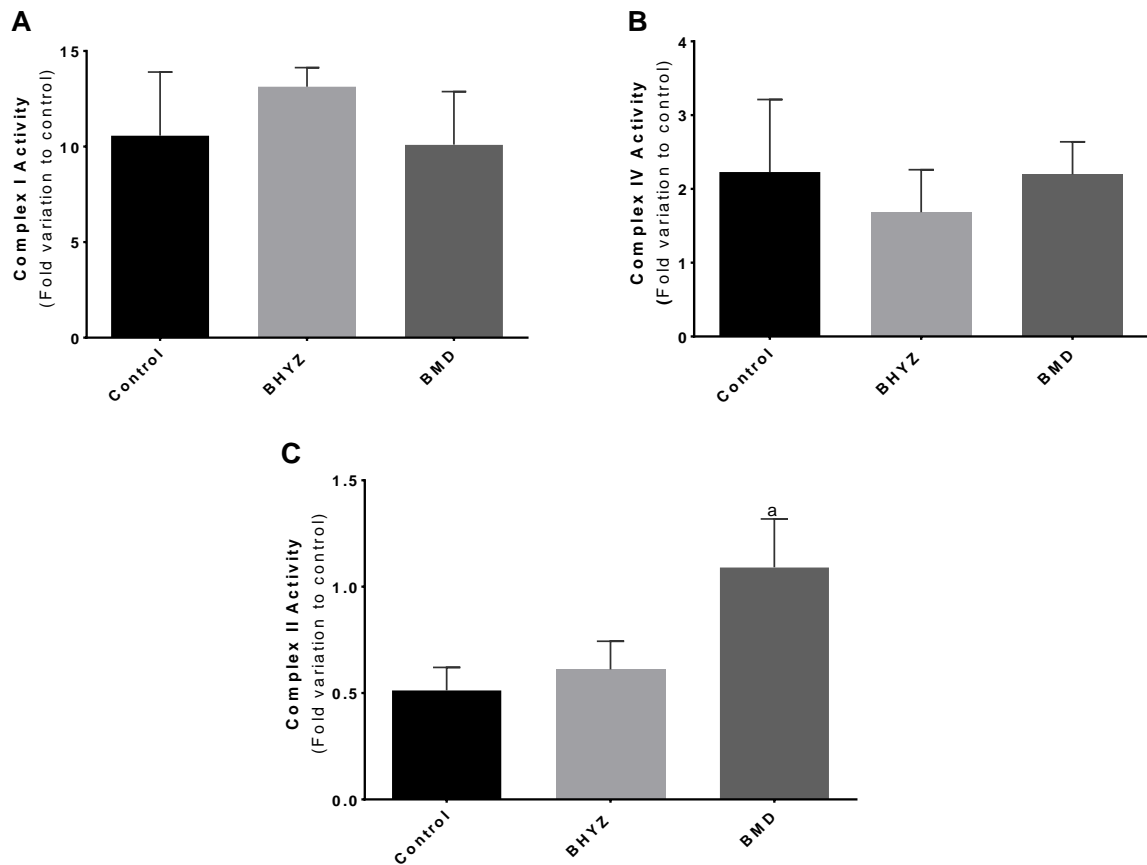 A
Complex I Activity
(Fold variation to control)
15
10
5
0
Control
BHYZ
BMD
B
Complex IV Activity
(Fold variation to control)
4
3
2
1
0
Control
BHYZ
BMD
C
Complex II Activity
(Fold variation to control)
1.5
1.0
0.5
0.0
a
Control
BHYZ
BMD